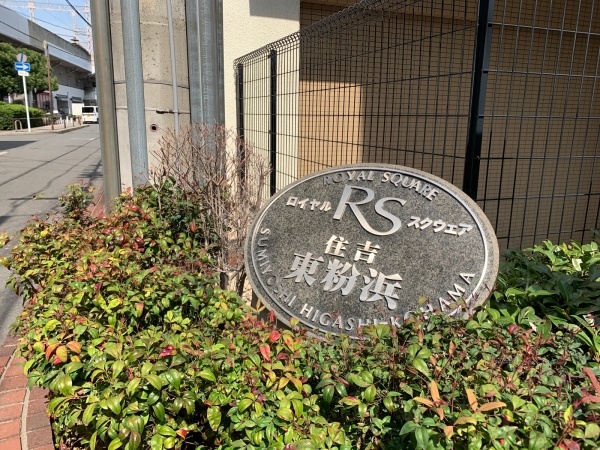 ROYAL SQUARE
ロイヤル RS スクウェア
住吉
東粉浜
SUMIYOSHI HIGASHI KOHAMA